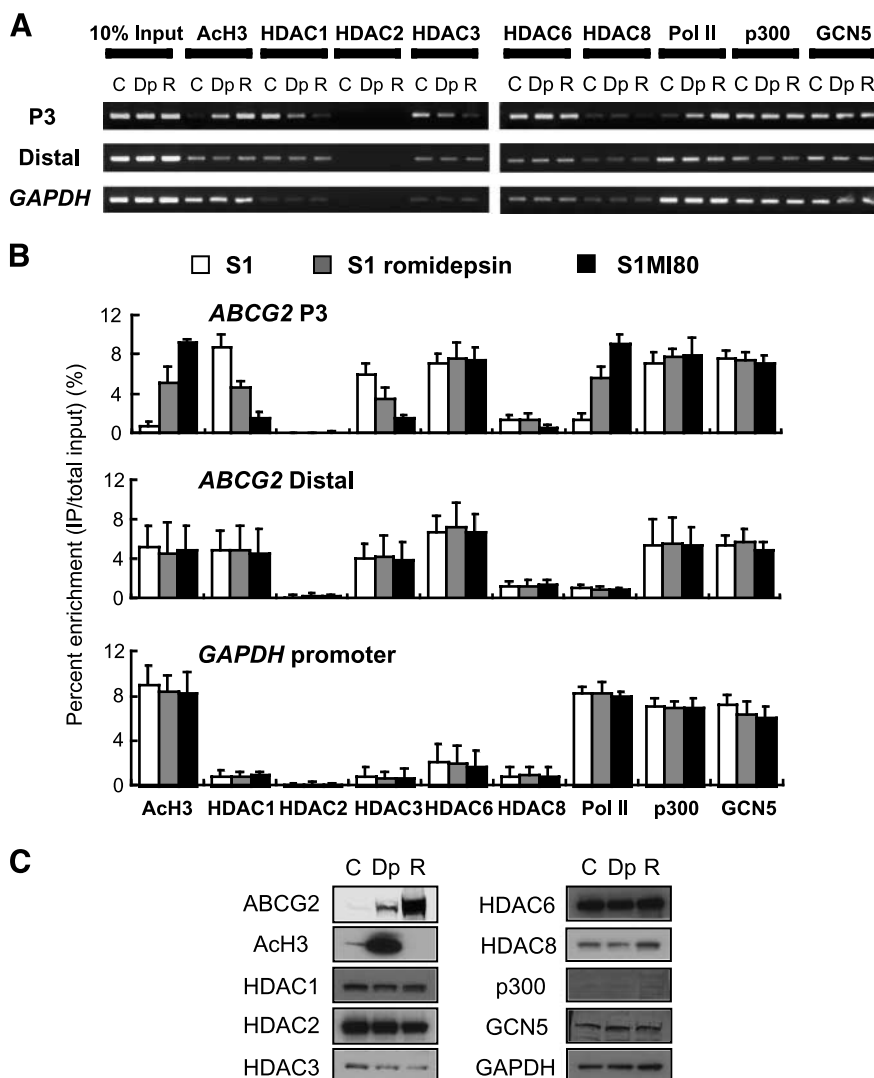 A
10% Input AcH3 HDAC1 HDAC2 HDAC3 HDAC6 HDAC8 Pol II p300 GCN5
C Dp R C Dp R C Dp R C Dp R C Dp R C Dp R C Dp R C Dp R C Dp R C Dp R
P3
Distal
GAPDH
B
S1 S1 romidepsin S1MI80
Percent enrichment (IP/total input) (%)
ABCG2 P3
12
8
4
0
ABCG2 Distal
12
8
4
0
GAPDH promoter
12
8
4
0
AcH3 HDAC1 HDAC2 HDAC3 HDAC6 HDAC8 Pol II p300 GCN5
C
C Dp R C Dp R
ABCG2 HDAC6
AcH3 HDAC8
HDAC1 p300
HDAC2 GCN5
HDAC3 GAPDH